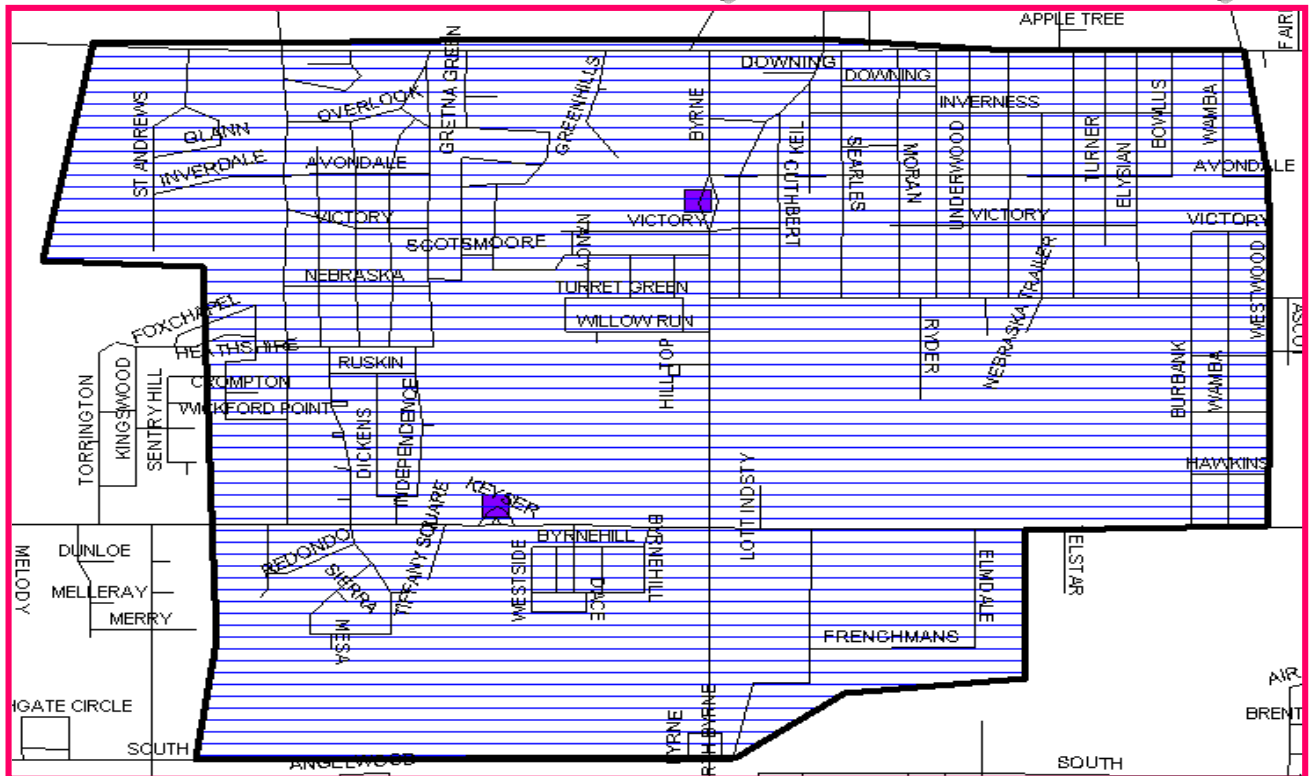 APPLE TREE
FAIR
DOWNING
DOWNING
GRETNA GREEN
GREENHILLS
BYRNE
OVERLOOK
INVERNESS
BOWLUS
WAMBA
ST ANDREWS
GLANN
INVERDALE
AVONDALE
KEIL
CUTHBERT
SEARLES
MORAN
UNDERWOOD
TURNER
ELYSIAN
AVONDALE
VICTORY
VICTORY
VICTORY
VICTORY
SCOTSMOORE
NANCY
NEBRASKA
TURRET GREEN
NEBRASKA TRAILER
WESTWOOD
ASCOT
FOXCHAPEL
WILLOW RUN
HEATHSHIRE
RUSKIN
HILLTOP
RYDER
TORRINGTON
KINGSWOOD
SENTRY HILL
CROMPTON
WICKFORD POINT
DICKENS
INDEPENDENCE
BURBANK
WAMBA
HAWKINS
KEYSER
TIFFANY SQUARE
LOTT INDSTY
MELODY
DUNLOE
REDONDO
BYRNEHILL
BYRNEHILL
WESTSIDE
DACE
SIERRA
ELMDALE
ELSTAR
MELLERAY
MERRY
MESA
FRENCHMANS
HGATE CIRCLE
AIR
BRENT
BYRNE
H BYRNE
SOUTH
ANGELWOOD
SOUTH